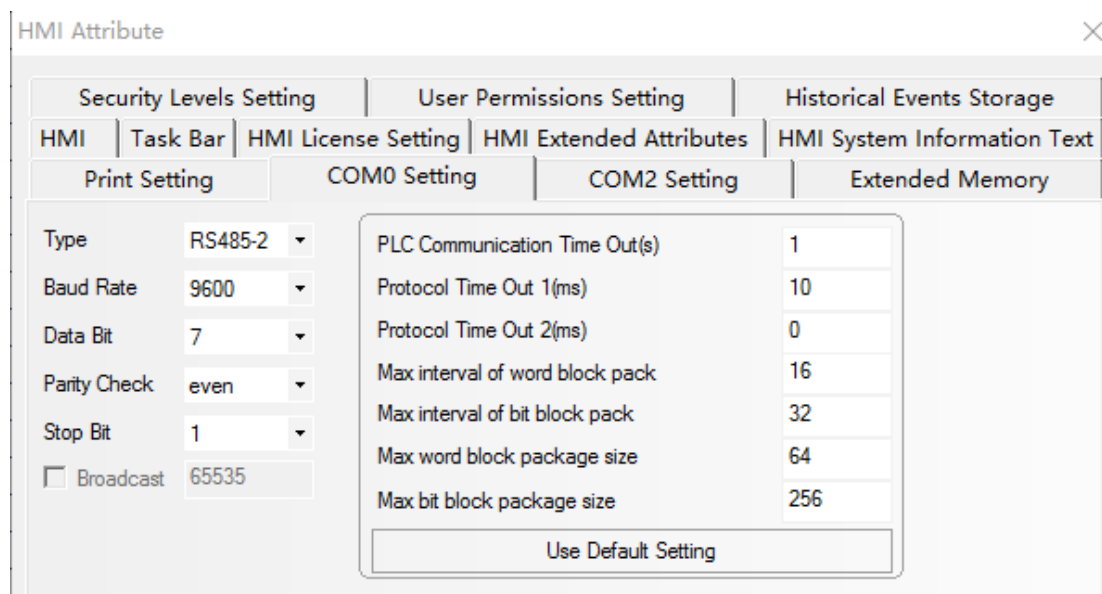 HMI Attribute
Security Levels Setting User Permissions Setting Historical Events Storage
HMI Task Bar HMI License Setting HMI Extended Attributes HMI System Information Text
Print Setting COM0 Setting COM2 Setting Extended Memory
Type RS485-2
Baud Rate 9600
Data Bit 7
Parity Check even
Stop Bit 1
Broadcast 65535
PLC Communication Time Out(s) 1
Protocol Time Out 1(ms) 10
Protocol Time Out 2(ms) 0
Max interval of word block pack 16
Max interval of bit block pack 32
Max word block package size 64
Max bit block package size 256
Use Default Setting